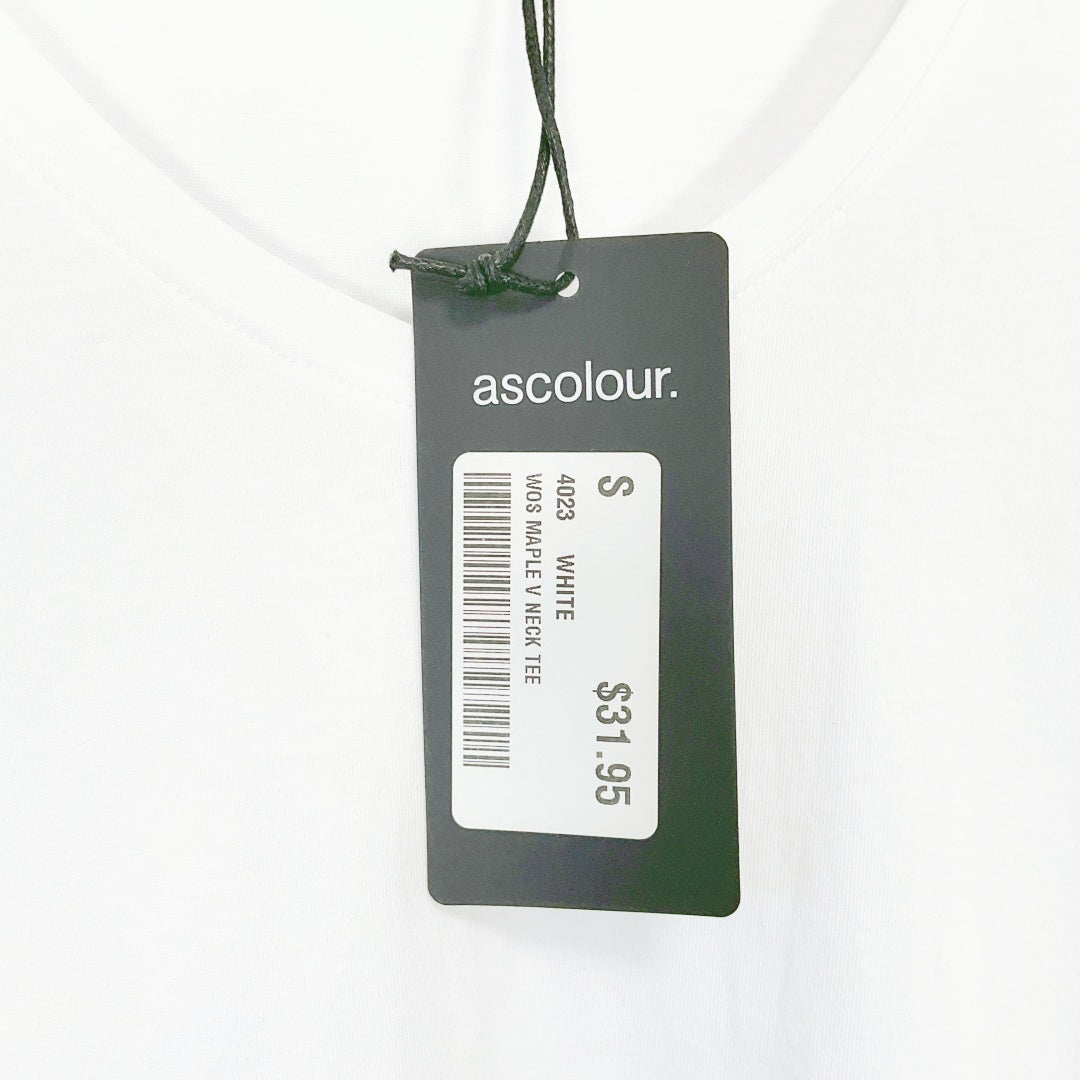 ascolour.
S $31.95
4023 WHITE
WOS MAPLE V NECK TEE